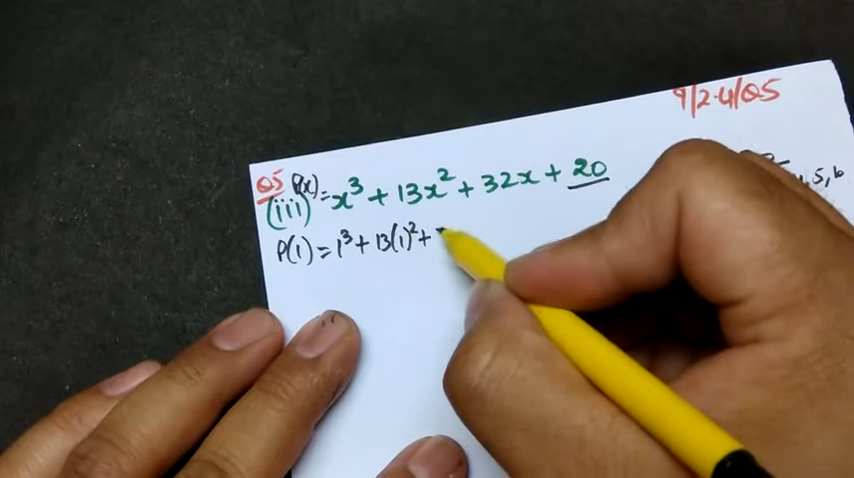 9/2.4/Q5
Q5 P(x)= x³ + 13x² + 32x + 20
(iii)
P(1) = 1³ + 13(1)² +